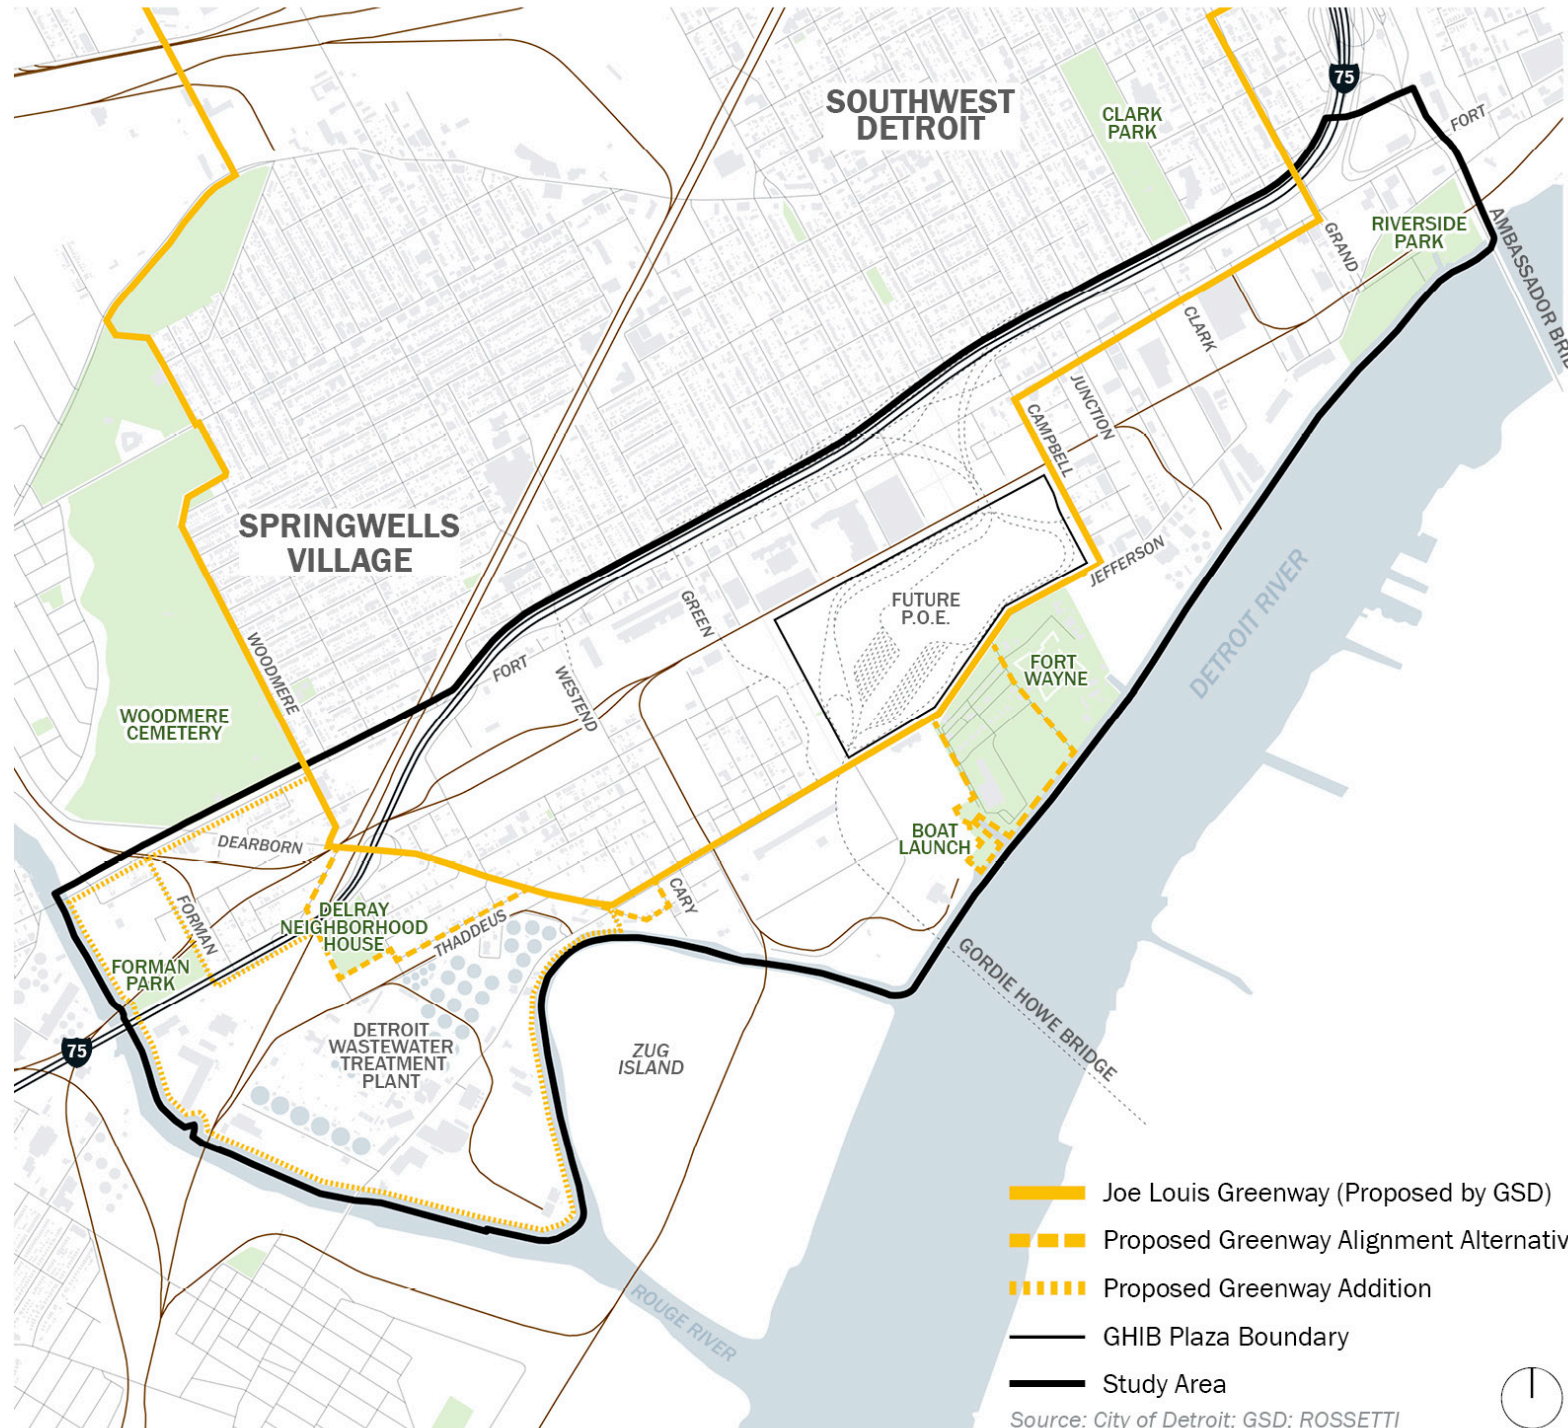 75
SOUTHWEST
DETROIT
CLARK
PARK
FORT
RIVERSIDE
PARK
AMBASSADOR BRID
GRAND
CLARK
JUNCTION
CAMPBELL
SPRINGWELLS
VILLAGE
JEFFERSON
DETROIT RIVER
FUTURE
P.O.E.
GREEN
WOODMERE
FORT
WESTEND
FORT
WAYNE
WOODMERE
CEMETERY
DEARBORN
BOAT
LAUNCH
CARY
FORMAN
DELRAY
NEIGHBORHOOD
HOUSE
THADDEUS
FORMAN
PARK
GORDIE HOWE BRIDGE
DETROIT
WASTEWATER
TREATMENT
PLANT
ZUG
ISLAND
75
ROUGE RIVER
Joe Louis Greenway (Proposed by GSD)
Proposed Greenway Alignment Alternativ
Proposed Greenway Addition
GHIB Plaza Boundary
Study Area
Source: City of Detroit; GSD; ROSSETTI